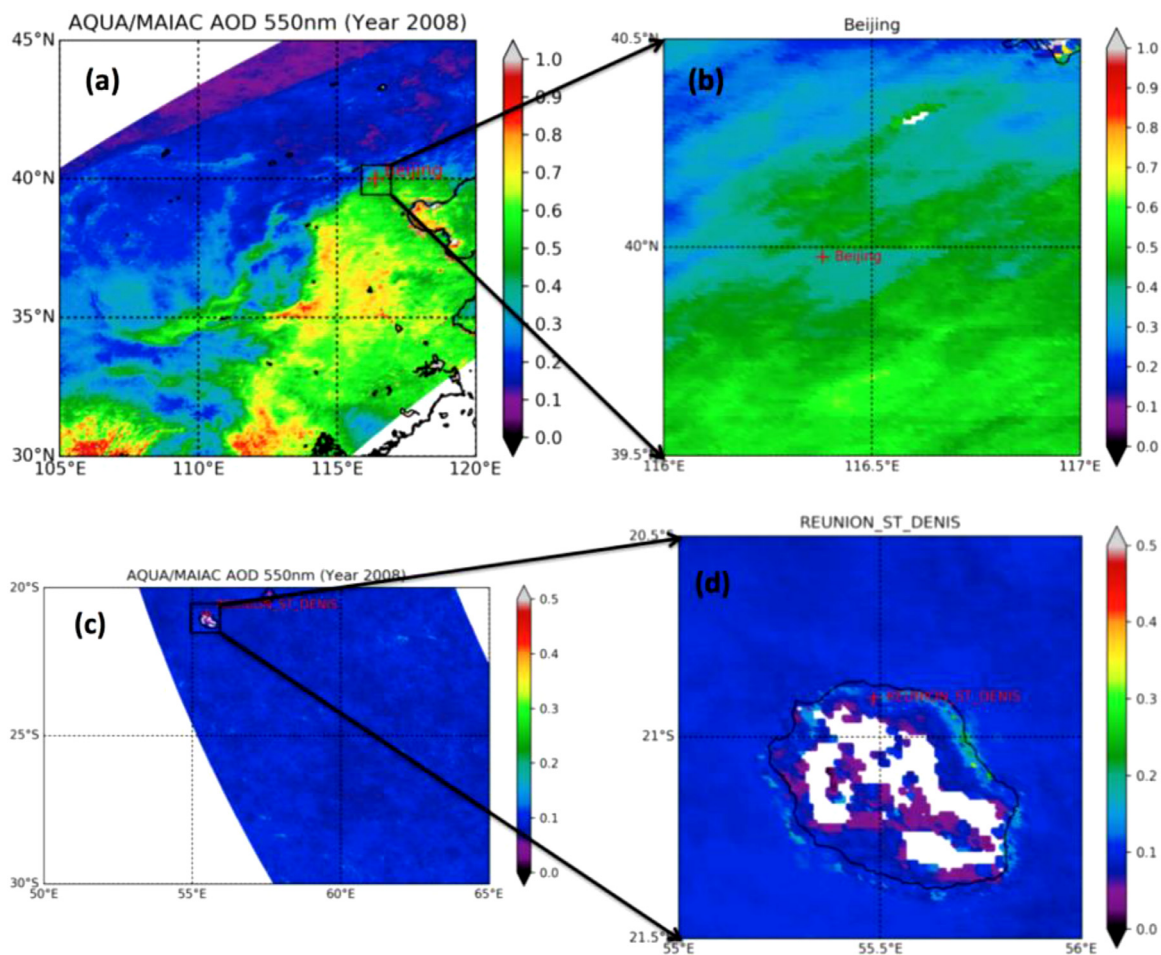 AQUA/MAIAC AOD 550nm (Year 2008)
(a)
45°N
40°N
35°N
30°N
105°E 110°E 115°E 120°E
Beijing
1.0
0.9
0.8
0.7
0.6
0.5
0.4
0.3
0.2
0.1
0.0
Beijing
(b)
40.5°N
40°N
39.5°N
116°E 116.5°E 117°E
Beijing
1.0
0.9
0.8
0.7
0.6
0.5
0.4
0.3
0.2
0.1
0.0
AQUA/MAIAC AOD 550nm (Year 2008)
(c)
20°S
25°S
30°S
50°E 55°E 60°E 65°E
REUNION_ST_DENIS
0.5
0.4
0.3
0.2
0.1
0.0
REUNION_ST_DENIS
(d)
20.5°S
21°S
21.5°S
55°E 55.5°E 56°E
REUNION_ST_DENIS
0.5
0.4
0.3
0.2
0.1
0.0